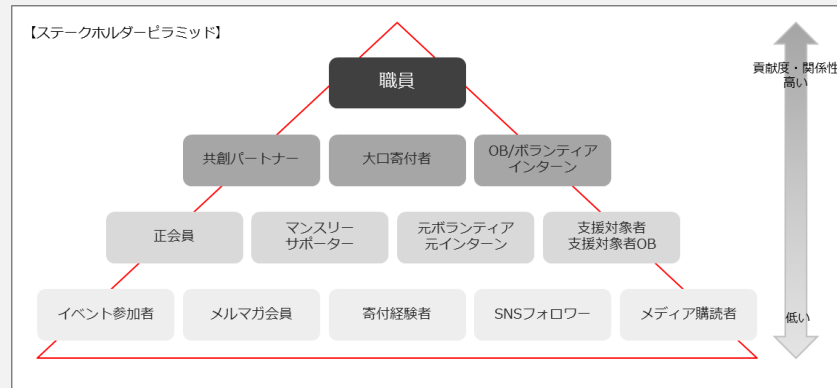 【ステークホルダーピラミッド】
職員
貢献度・関係性
高い
共創パートナー
大口寄付者
OB/ボランティア
インターン
正会員
マンスリー
サポーター
元ボランティア
元インターン
支援対象者
支援対象者OB
イベント参加者
メルマガ会員
寄付経験者
SNSフォロワー
メディア購読者
低い